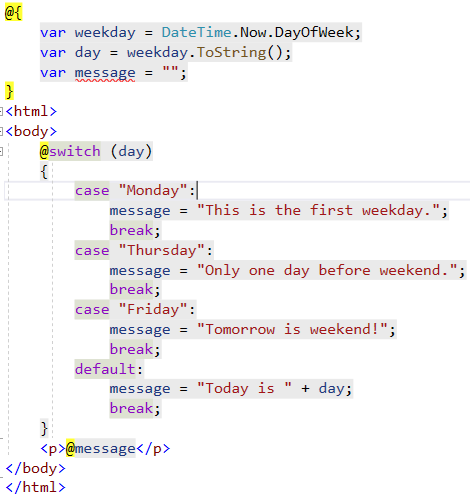 @{
    var weekday = DateTime.Now.DayOfWeek;
    var day = weekday.ToString();
    var message = "";
}
<html>
<body>
    @switch (day)
    {
        case "Monday":
            message = "This is the first weekday.";
            break;
        case "Thursday":
            message = "Only one day before weekend.";
            break;
        case "Friday":
            message = "Tomorrow is weekend!";
            break;
        default:
            message = "Today is " + day;
            break;
    }
    <p>@message</p>
</body>
</html>